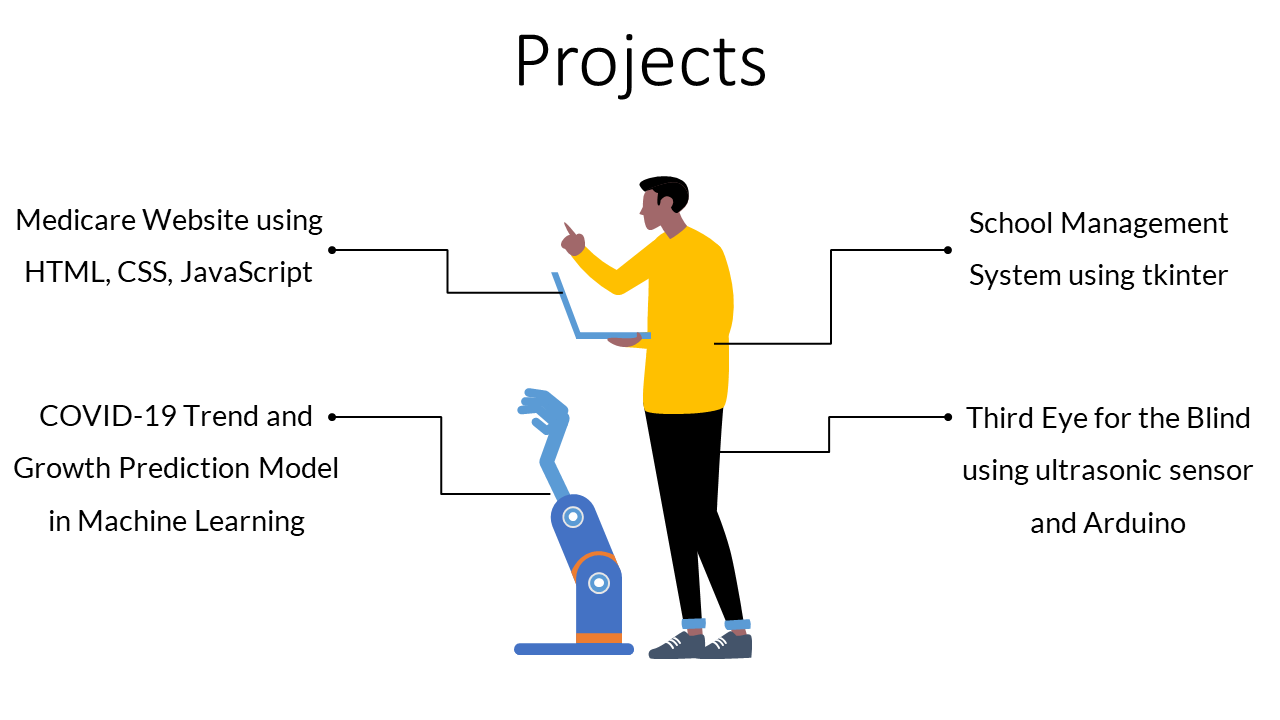 Projects
Medicare Website using
HTML, CSS, JavaScript
School Management
System using tkinter
COVID-19 Trend and
Growth Prediction Model
in Machine Learning
Third Eye for the Blind
using ultrasonic sensor
and Arduino